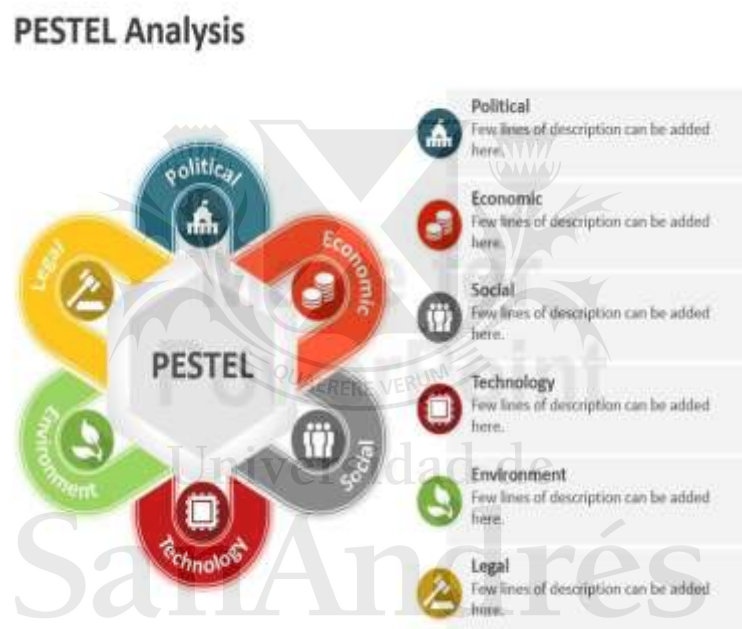 PESTEL Analysis
Political
Economic
Social
Technology
Environment
Legal
PESTEL
Political
Few lines of description can be added
here.
Economic
Few lines of description can be added
here.
Social
Few lines of description can be added
here.
Technology
Few lines of description can be added
here.
Environment
Few lines of description can be added
here.
Legal
Few lines of description can be added
here.
QUAERERE VERUM
Universidad de
SanAndrés